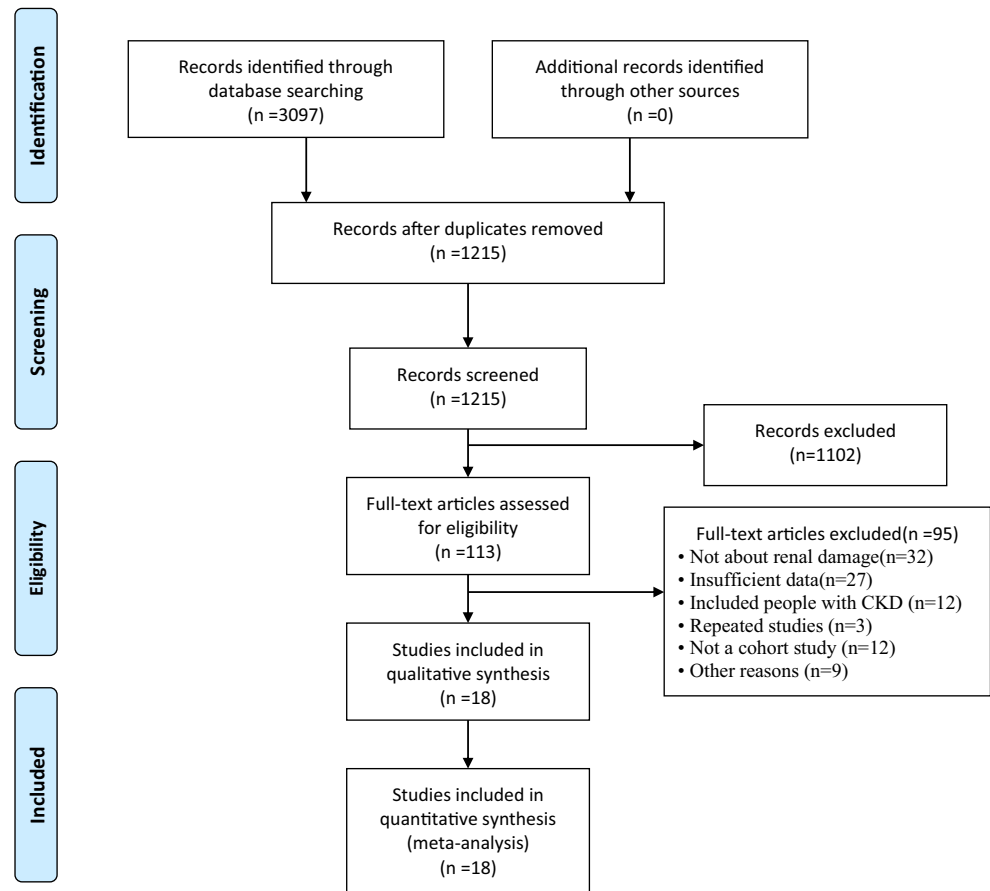 Identification
Records identified through
database searching
(n =3097)
Additional records identified
through other sources
(n =0)
Records after duplicates removed
(n =1215)
Screening
Records screened
(n =1215)
Records excluded
(n=1102)
Eligibility
Full-text articles assessed
for eligibility
(n =113)
Full-text articles excluded(n =95)
• Not about renal damage(n=32)
• Insufficient data(n=27)
• Included people with CKD (n=12)
• Repeated studies (n=3)
• Not a cohort study (n=12)
• Other reasons (n=9)
Studies included in
qualitative synthesis
(n =18)
Included
Studies included in
quantitative synthesis
(meta-analysis)
(n =18)